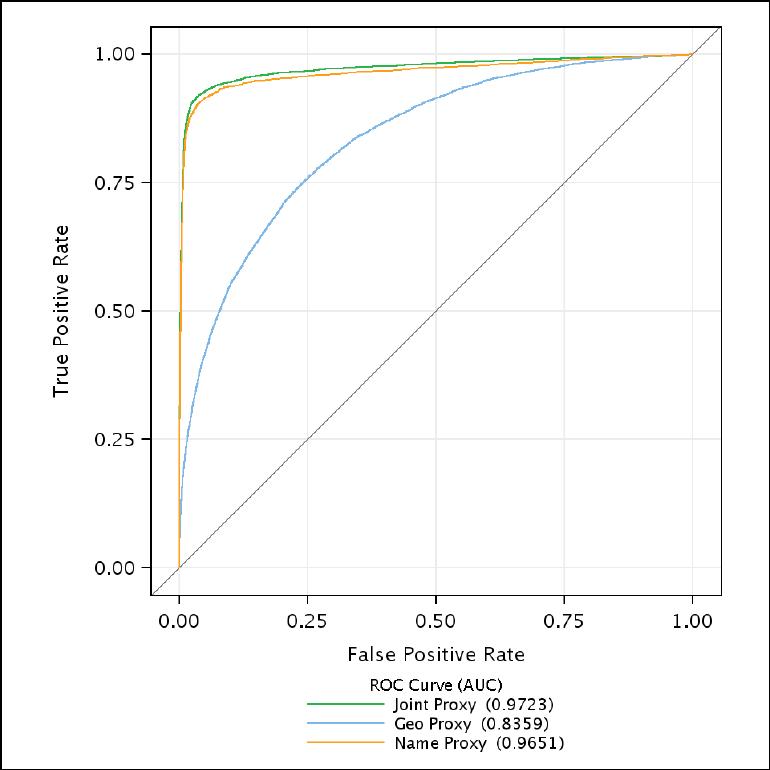 1.00
0.75
0.50
0.25
0.00
True Positive Rate
0.00 0.25 0.50 0.75 1.00
False Positive Rate
ROC Curve (AUC)
Joint Proxy (0.9723)
Geo Proxy (0.8359)
Name Proxy (0.9651)